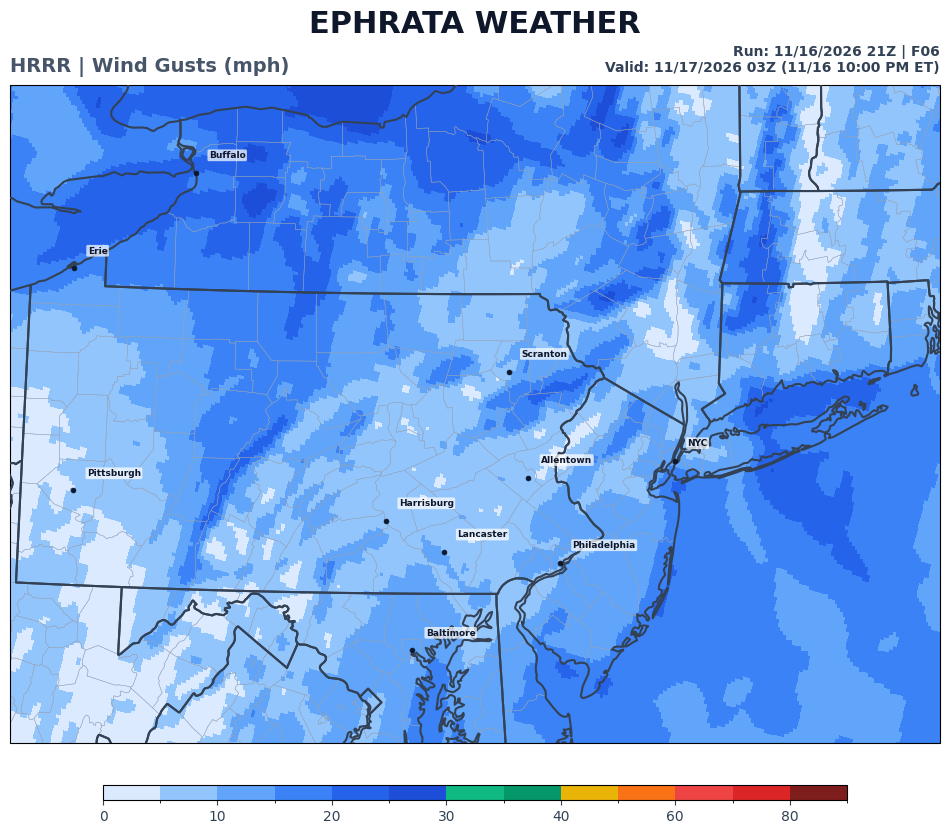 EPHRATA WEATHER
HRRR | Wind Gusts (mph)
Run: 11/16/2026 21Z | F06
Valid: 11/17/2026 03Z (11/16 10:00 PM ET)
Buffalo
Erie
Scranton
NYC
Allentown
Pittsburgh
Harrisburg
Lancaster
Philadelphia
Baltimore
0 10 20 30 40 60 80